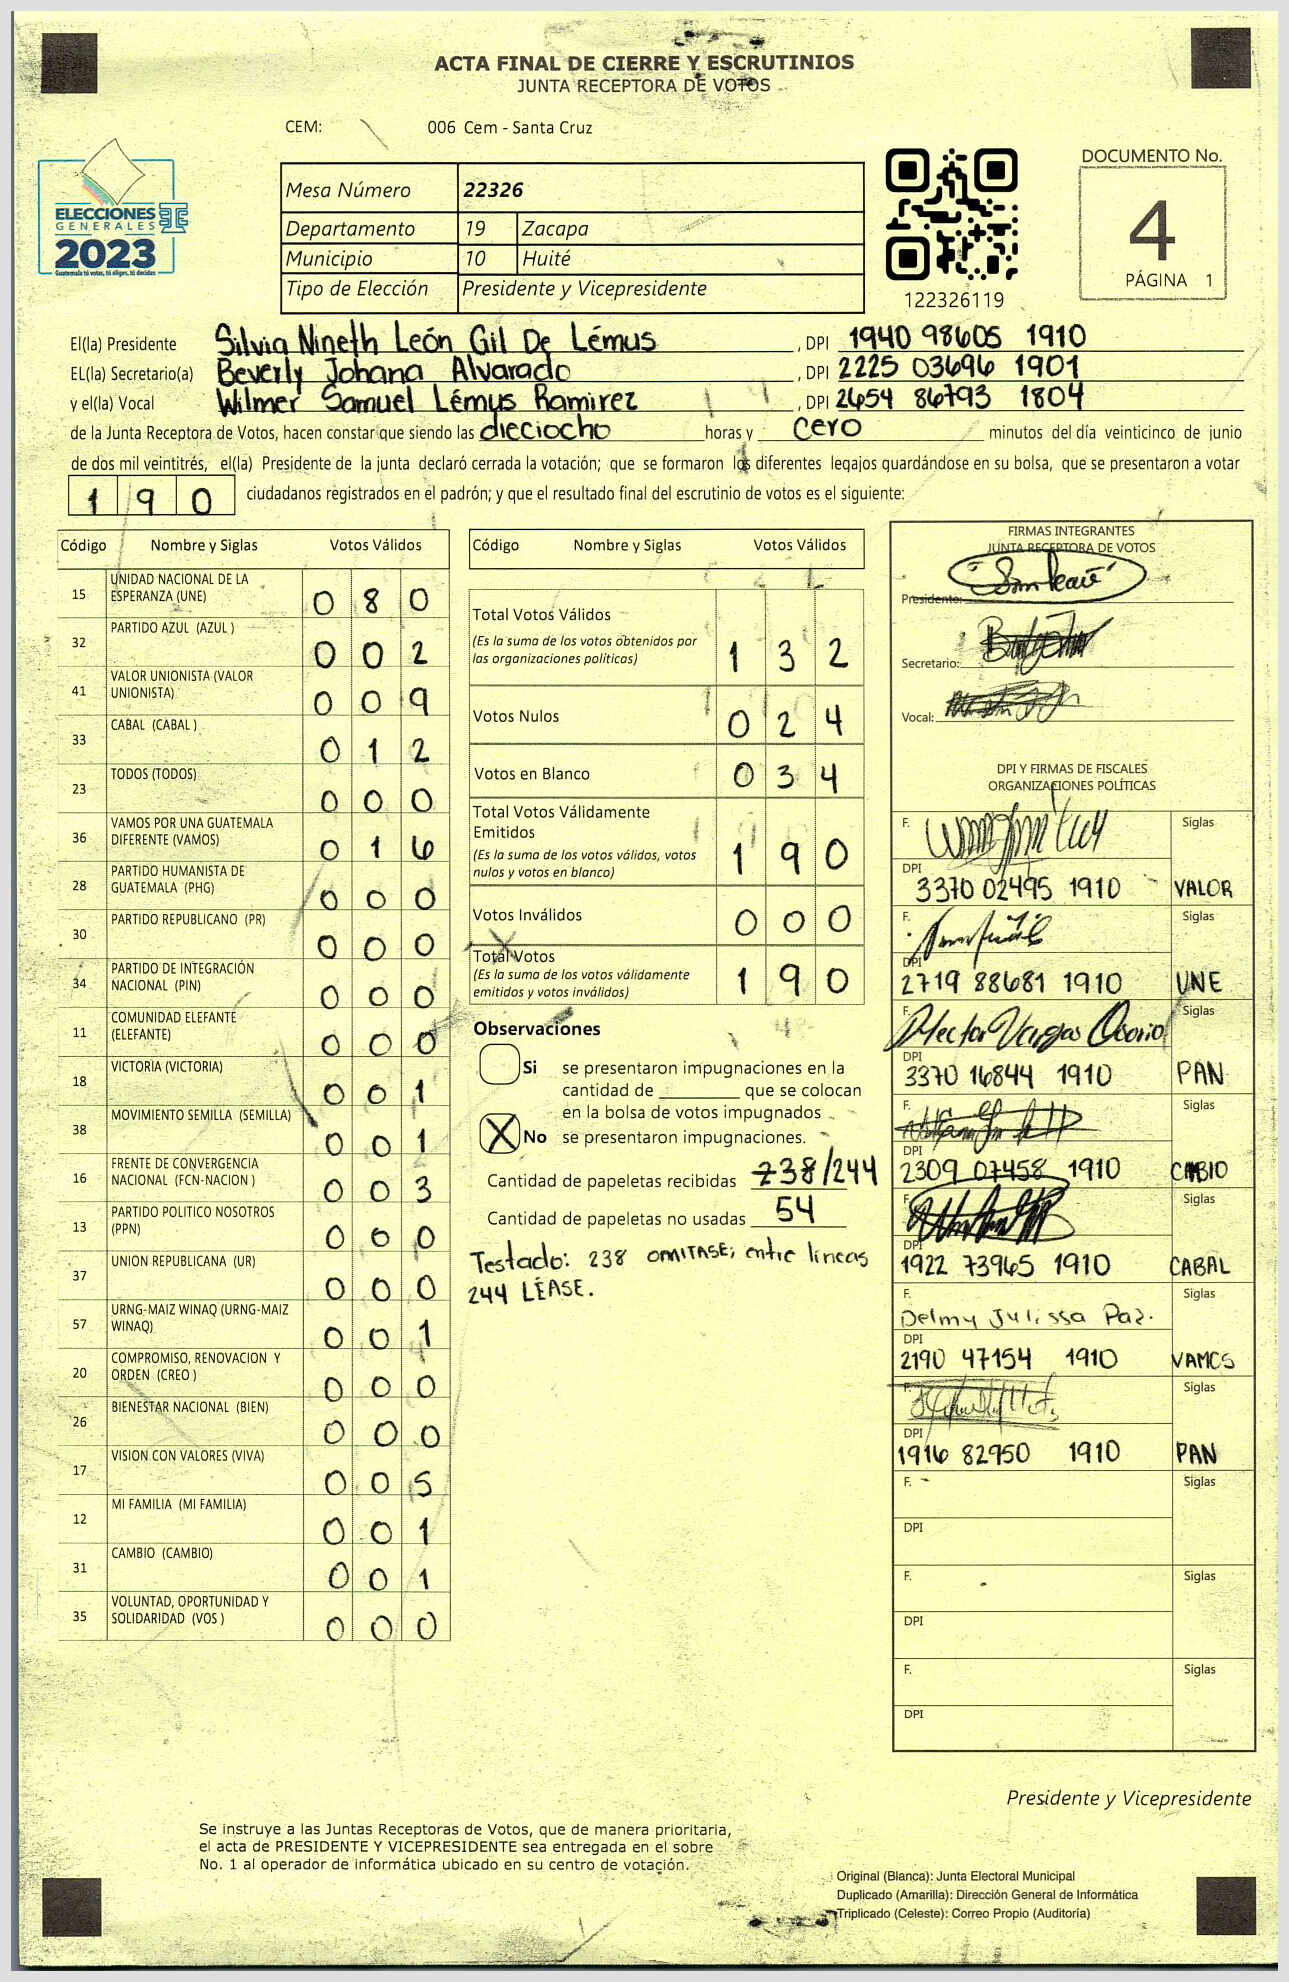 ACTA FINAL DE CIERRE Y ESCRUTINIOS
JUNTA RECEPTORA DE VOTOS
CEM: 006 Cem - Santa Cruz
ELECCIONES
GENERALES
2023
Guatemala tú votas, tú eliges, tú decides
Mesa Número 22326
Departamento 19 Zacapa
Municipio 10 Huité
Tipo de Elección Presidente y Vicepresidente
122326119
DOCUMENTO No.
4
PÁGINA 1
El(la) Presidente Silvia Nineth León Gil De Lémus , DPI 1940 98605 1910
EL(la) Secretario(a) Beverly Johana Alvarado , DPI 2225 03696 1901
y el(la) Vocal Wilmer Samuel Lémus Ramirez , DPI 2654 86793 1804
de la Junta Receptora de Votos, hacen constar que siendo las dieciocho horas y cero minutos del día veinticinco de junio
de dos mil veintitrés, el(la) Presidente de la junta declaró cerrada la votación; que se formaron los diferentes legajos guardándose en su bolsa, que se presentaron a votar
190 ciudadanos registrados en el padrón; y que el resultado final del escrutinio de votos es el siguiente:
Código Nombre y Siglas Votos Válidos
15 UNIDAD NACIONAL DE LA ESPERANZA (UNE) 0 8 0
32 PARTIDO AZUL (AZUL ) 0 0 2
41 VALOR UNIONISTA (VALOR UNIONISTA) 0 0 9
33 CABAL (CABAL ) 0 1 2
23 TODOS (TODOS) 0 0 0
36 VAMOS POR UNA GUATEMALA DIFERENTE (VAMOS) 0 1 6
28 PARTIDO HUMANISTA DE GUATEMALA (PHG) 0 0 0
30 PARTIDO REPUBLICANO (PR) 0 0 0
34 PARTIDO DE INTEGRACIÓN NACIONAL (PIN) 0 0 0
11 COMUNIDAD ELEFANTE (ELEFANTE) 0 0 0
18 VICTORIA (VICTORIA) 0 0 1
38 MOVIMIENTO SEMILLA (SEMILLA) 0 0 1
16 FRENTE DE CONVERGENCIA NACIONAL (FCN-NACION ) 0 0 3
13 PARTIDO POLITICO NOSOTROS (PPN) 0 0 0
37 UNION REPUBLICANA (UR) 0 0 0
57 URNG-MAIZ WINAQ (URNG-MAIZ WINAQ) 0 0 1
20 COMPROMISO, RENOVACION Y ORDEN (CREO ) 0 0 0
26 BIENESTAR NACIONAL (BIEN) 0 0 0
17 VISION CON VALORES (VIVA) 0 0 5
12 MI FAMILIA (MI FAMILIA) 0 0 1
31 CAMBIO (CAMBIO) 0 0 1
35 VOLUNTAD, OPORTUNIDAD Y SOLIDARIDAD (VOS ) 0 0 0
Código Nombre y Siglas Votos Válidos
Total Votos Válidos 1 3 2
(Es la suma de los votos obtenidos por
las organizaciones políticas)
Votos Nulos 0 2 4
Votos en Blanco 0 3 4
Total Votos Válidamente
Emitidos 1 9 0
(Es la suma de los votos válidos, votos
nulos y votos en blanco)
Votos Inválidos 0 0 0
Total Votos 1 9 0
(Es la suma de los votos válidamente
emitidos y votos inválidos)
Observaciones
Si se presentaron impugnaciones en la
cantidad de ________ que se colocan
en la bolsa de votos impugnados
X No se presentaron impugnaciones.
Cantidad de papeletas recibidas 238/244
Cantidad de papeletas no usadas 54
Testado: 238 OMITASE; entre lineas
244 LÉASE.
FIRMAS INTEGRANTES
JUNTA RECEPTORA DE VOTOS
Presidente:
Secretario:
Vocal:
DPI Y FIRMAS DE FISCALES
ORGANIZACIONES POLÍTICAS
F. Siglas
DPI 3370 02495 1910 VALOR
F. Siglas
DPI 2719 88681 1910 UNE
F. Hector Vargas Osorio Siglas
DPI 3370 16844 1910 PAN
F. Siglas
DPI 2309 07458 1910 CAMBIO
F. Siglas
DPI 1922 73965 1910 CABAL
F. Delmy Julissa Paz. Siglas
DPI 2190 47154 1910 VAMOS
F. Siglas
DPI 1916 82950 1910 PAN
F. Siglas
DPI
F. Siglas
DPI
F. Siglas
DPI
Presidente y Vicepresidente
Se instruye a las Juntas Receptoras de Votos, que de manera prioritaria,
el acta de PRESIDENTE Y VICEPRESIDENTE sea entregada en el sobre
No. 1 al operador de informática ubicado en su centro de votación.
Original (Blanca): Junta Electoral Municipal
Duplicado (Amarilla): Dirección General de Informática
Triplicado (Celeste): Correo Propio (Auditoría)